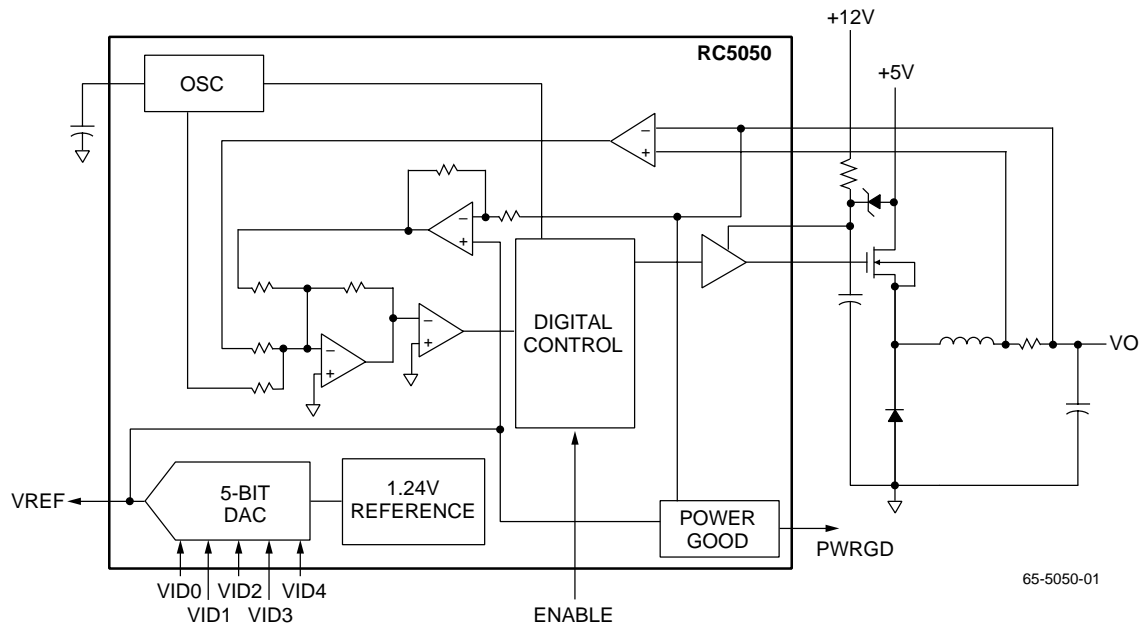 +12V
RC5050
+5V
OSC
−
+
−
+
−
+
−
+
DIGITAL
CONTROL
VO
VREF
5-BIT
DAC
1.24V
REFERENCE
POWER
GOOD
PWRGD
VID0
VID2
VID4
VID1
VID3
ENABLE
65-5050-01